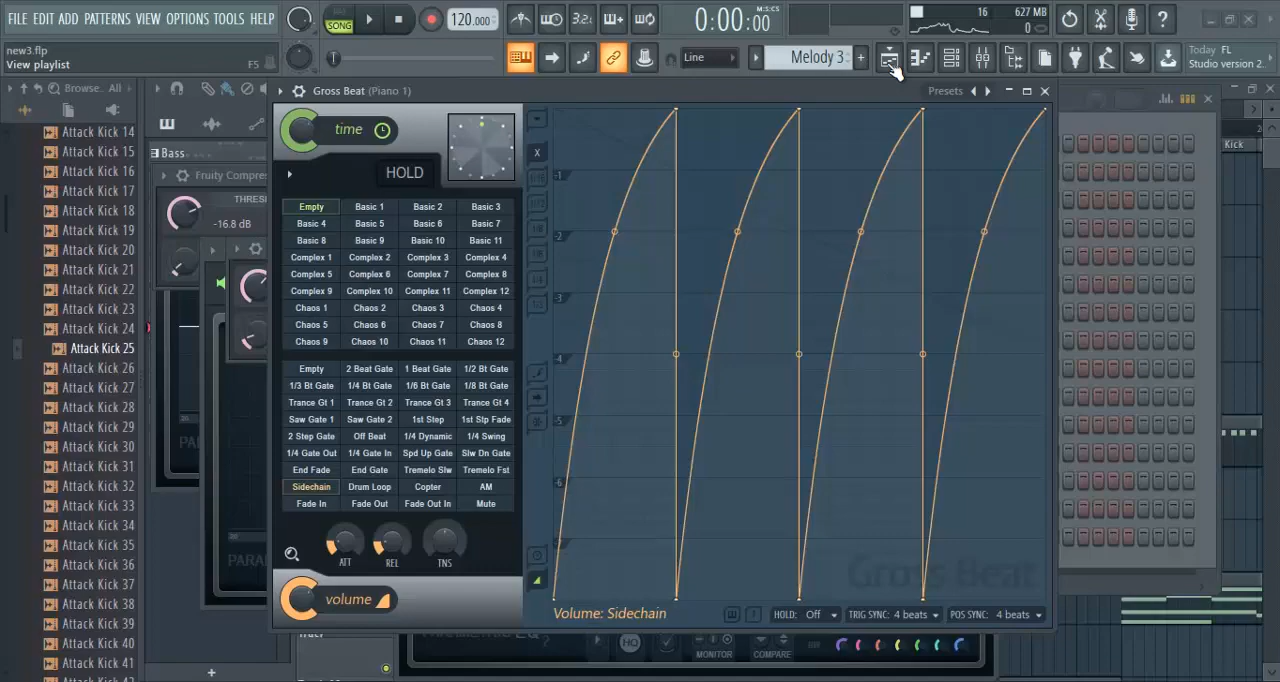 FILE EDIT ADD PATTERNS VIEW OPTIONS TOOLS HELP
SONG
120.000
3.2:
0:00:00
M:S:CS
16
627 MB
0
new3.flp
View playlist
F5
Line
Melody 3
Today FL
Studio version 2.
Browse.. All
Gross Beat (Piano 1)
Presets
Attack Kick 14
Attack Kick 15
Attack Kick 16
Attack Kick 17
Attack Kick 18
Attack Kick 19
Attack Kick 20
Attack Kick 21
Attack Kick 22
Attack Kick 23
Attack Kick 24
Attack Kick 25
Attack Kick 26
Attack Kick 27
Attack Kick 28
Attack Kick 29
Attack Kick 30
Attack Kick 31
Attack Kick 32
Attack Kick 33
Attack Kick 34
Attack Kick 35
Attack Kick 36
Attack Kick 37
Attack Kick 38
Attack Kick 39
Attack Kick 40
Attack Kick 41
Bass
Fruity Compre
THRES
-16.8 dB
time
HOLD
Empty Basic 1 Basic 2 Basic 3
Basic 4 Basic 5 Basic 6 Basic 7
Basic 8 Basic 9 Basic 10 Basic 11
Complex 1 Complex 2 Complex 3 Complex 4
Complex 5 Complex 6 Complex 7 Complex 8
Complex 9 Complex 10 Complex 11 Complex 12
Chaos 1 Chaos 2 Chaos 3 Chaos 4
Chaos 5 Chaos 6 Chaos 7 Chaos 8
Chaos 9 Chaos 10 Chaos 11 Chaos 12
Empty 2 Beat Gate 1 Beat Gate 1/2 Bt Gate
1/3 Bt Gate 1/4 Bt Gate 1/6 Bt Gate 1/8 Bt Gate
Trance Gt 1 Trance Gt 2 Trance Gt 3 Trance Gt 4
Saw Gate 1 Saw Gate 2 1st Step 1st Stp Fade
2 Step Gate Off Beat 1/4 Dynamic 1/4 Swing
1/4 Gate Out 1/4 Gate In Spd Up Gate Slw Dn Gate
End Fade End Gate Tremelo Slw Tremelo Fst
Sidechain Drum Loop Copter AM
Fade In Fade Out Fade Out In Mute
ATT REL TNS
volume
X
-1
-2
-3
-4
-5
-6
Gross Beat
Volume: Sidechain
HOLD: Off
TRIG SYNC: 4 beats
POS SYNC: 4 beats
Kick
HQ
MONITOR
COMPARE